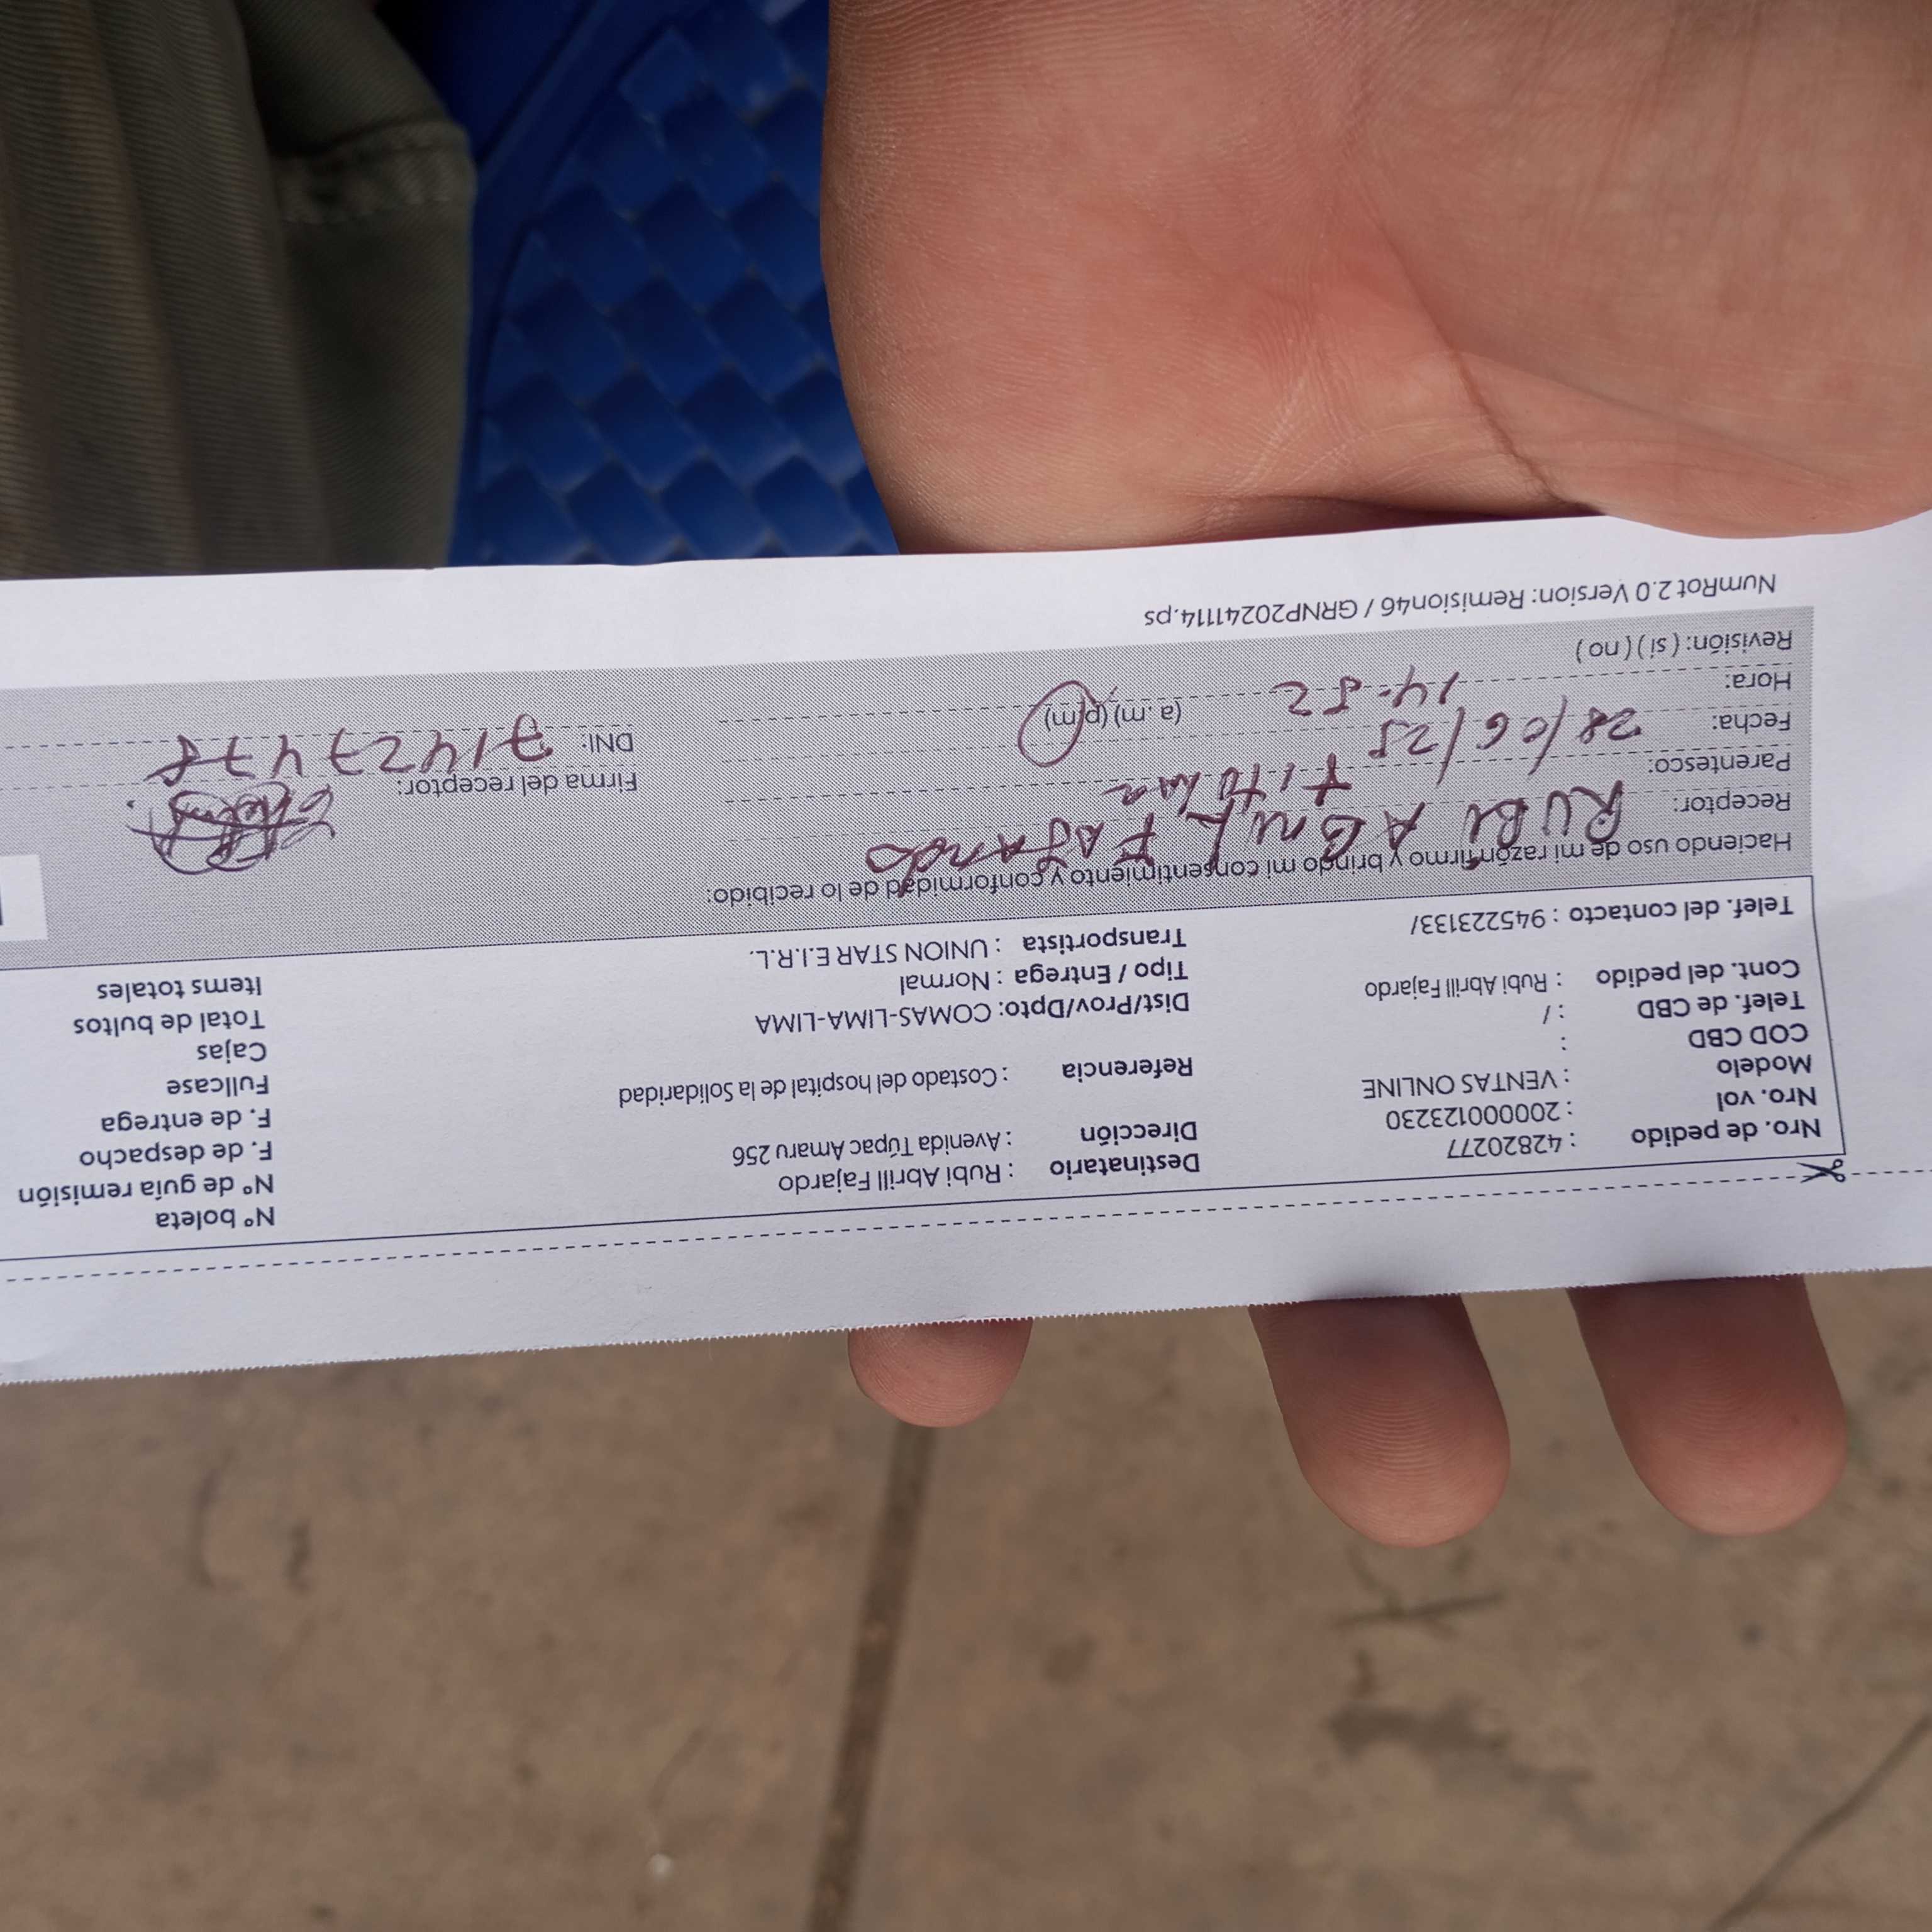 Nro. de pedido : 42820277
Nro. vol : 200000123230
Modelo : VENTAS ONLINE
COD CBD :
Telef. de CBD : /
Cont. del pedido : Rubi Abrill Fajardo
Telef. del contacto : 945223133/
Destinatario : Rubi Abrill Fajardo
Dirección : Avenida Túpac Amaru 256
Referencia : Costado del hospital de la Solidaridad
Dist/Prov/Dpto: COMAS-LIMA-LIMA
Tipo / Entrega : Normal
Transportista : UNION STAR E.I.R.L.
N° boleta
N° de guía remisión
F. de despacho
F. de entrega
Fullcase
Cajas
Total de bultos
Items totales
Haciendo uso de mi razón firmo y brindo mi consentimiento y conformidad de lo recibido:
Receptor: RUBI ABril FAJardo
Parentesco: titular
Fecha: 28/06/25
Hora: 14:52 (a .m) (p.m)
Revisión: ( si ) ( no )
Firma del receptor:
DNI: 71427478
NumRot 2.0 Version: Remision46 / GRNP20241114.ps